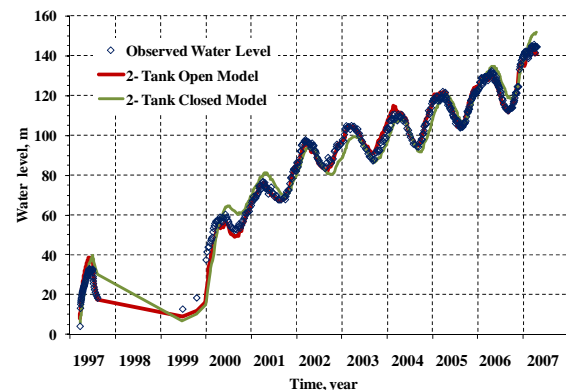 160
140
120
100
80
60
40
20
0
Water level, m
Observed Water Level
2- Tank Open Model
2- Tank Closed Model
1997 1998 1999 2000 2001 2002 2003 2004 2005 2006 2007
Time, year